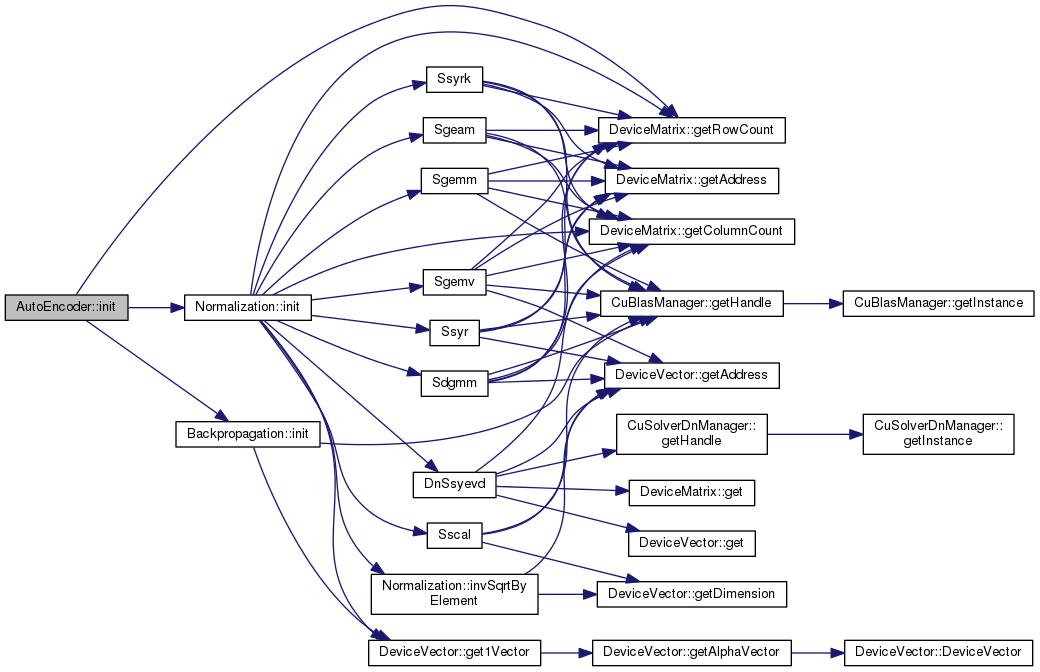 AutoEncoder::init
Normalization::init
Backpropagation::init
Ssyrk
Sgeam
Sgemm
Sgemv
Ssyr
Sdgmm
DnSsyevd
Sscal
Normalization::invSqrtBy
Element
DeviceVector::get1Vector
DeviceMatrix::getRowCount
DeviceMatrix::getAddress
DeviceMatrix::getColumnCount
CuBlasManager::getHandle
DeviceVector::getAddress
CuSolverDnManager::
getHandle
DeviceMatrix::get
DeviceVector::get
DeviceVector::getDimension
DeviceVector::getAlphaVector
CuBlasManager::getInstance
CuSolverDnManager::
getInstance
DeviceVector::DeviceVector